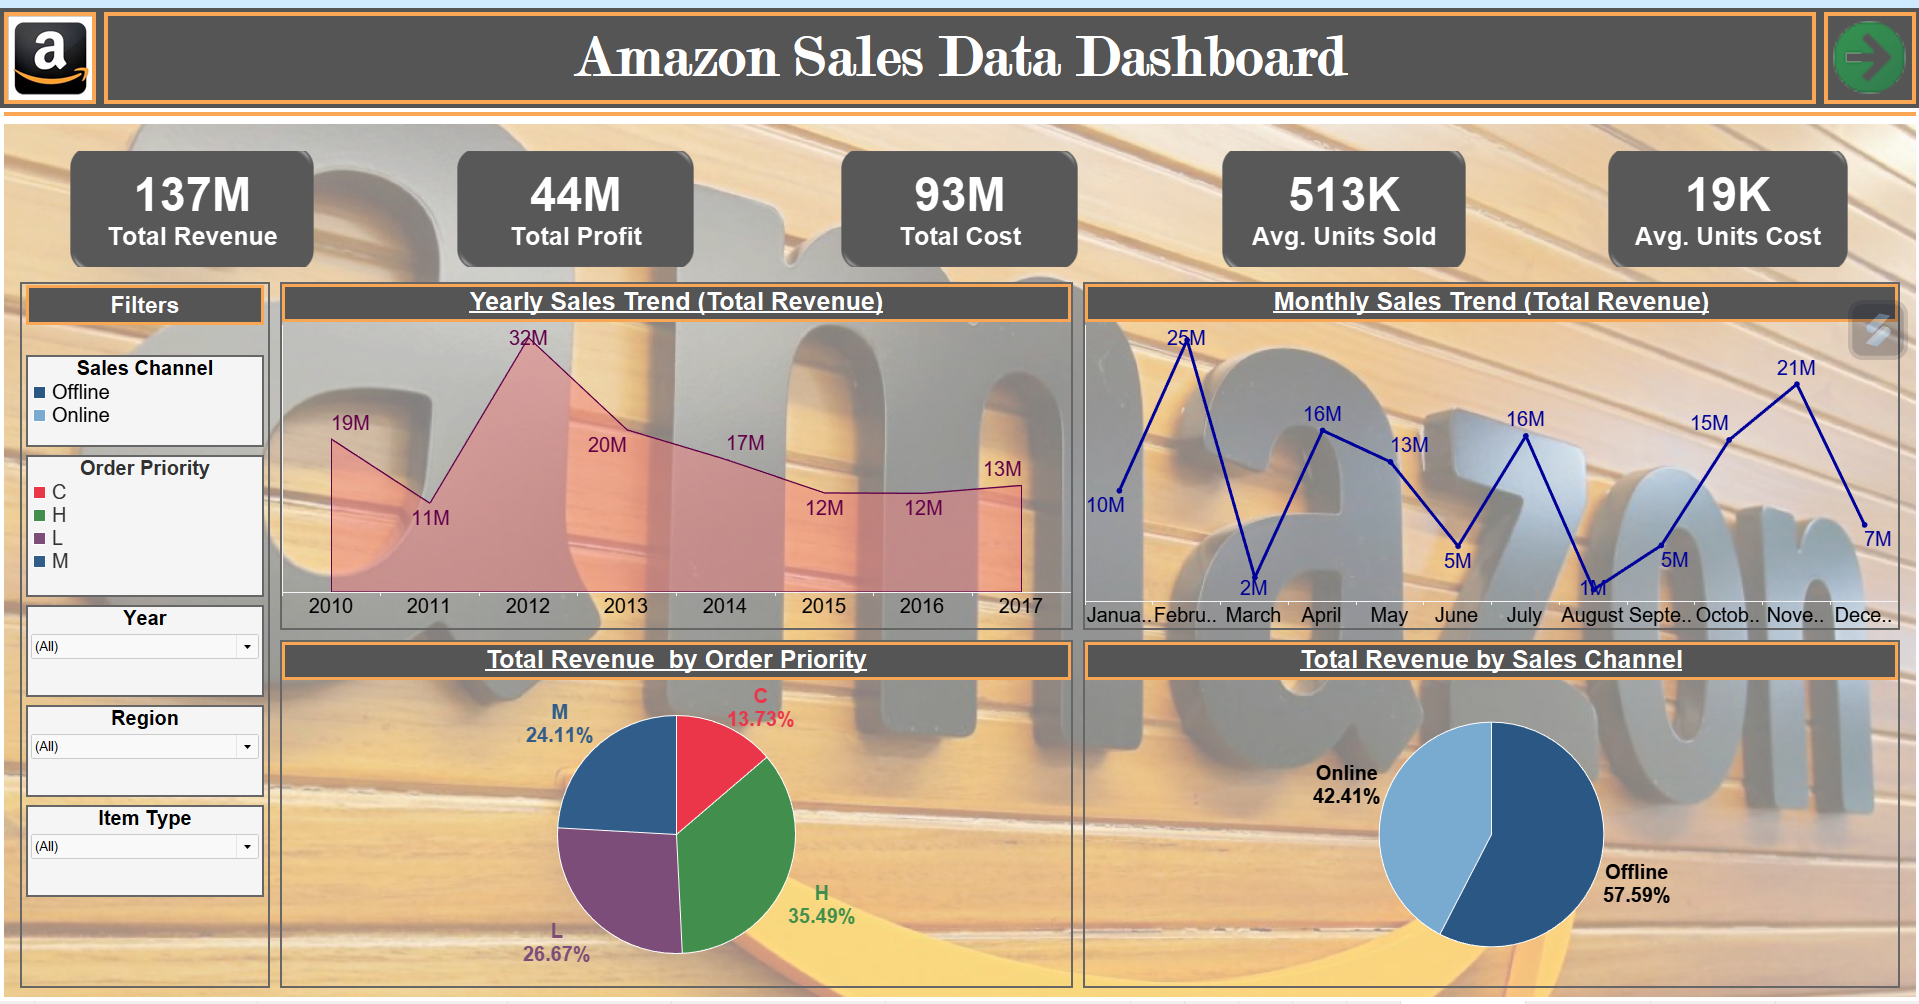 a
Amazon Sales Data Dashboard
137M
Total Revenue
44M
Total Profit
93M
Total Cost
513K
Avg. Units Sold
19K
Avg. Units Cost
Filters
Sales Channel
Offline
Online
Order Priority
C
H
L
M
Year
(All)
Region
(All)
Item Type
(All)
Yearly Sales Trend (Total Revenue)
19M
11M
32M
20M
17M
12M
12M
13M
2010 2011 2012 2013 2014 2015 2016 2017
Monthly Sales Trend (Total Revenue)
10M
25M
2M
16M
13M
5M
16M
1M
5M
15M
21M
7M
Janua.. Febru.. March April May June July August Septe.. Octob.. Nove.. Dece..
Total Revenue by Order Priority
C
13.73%
M
24.11%
H
35.49%
L
26.67%
Total Revenue by Sales Channel
Online
42.41%
Offline
57.59%
amazon